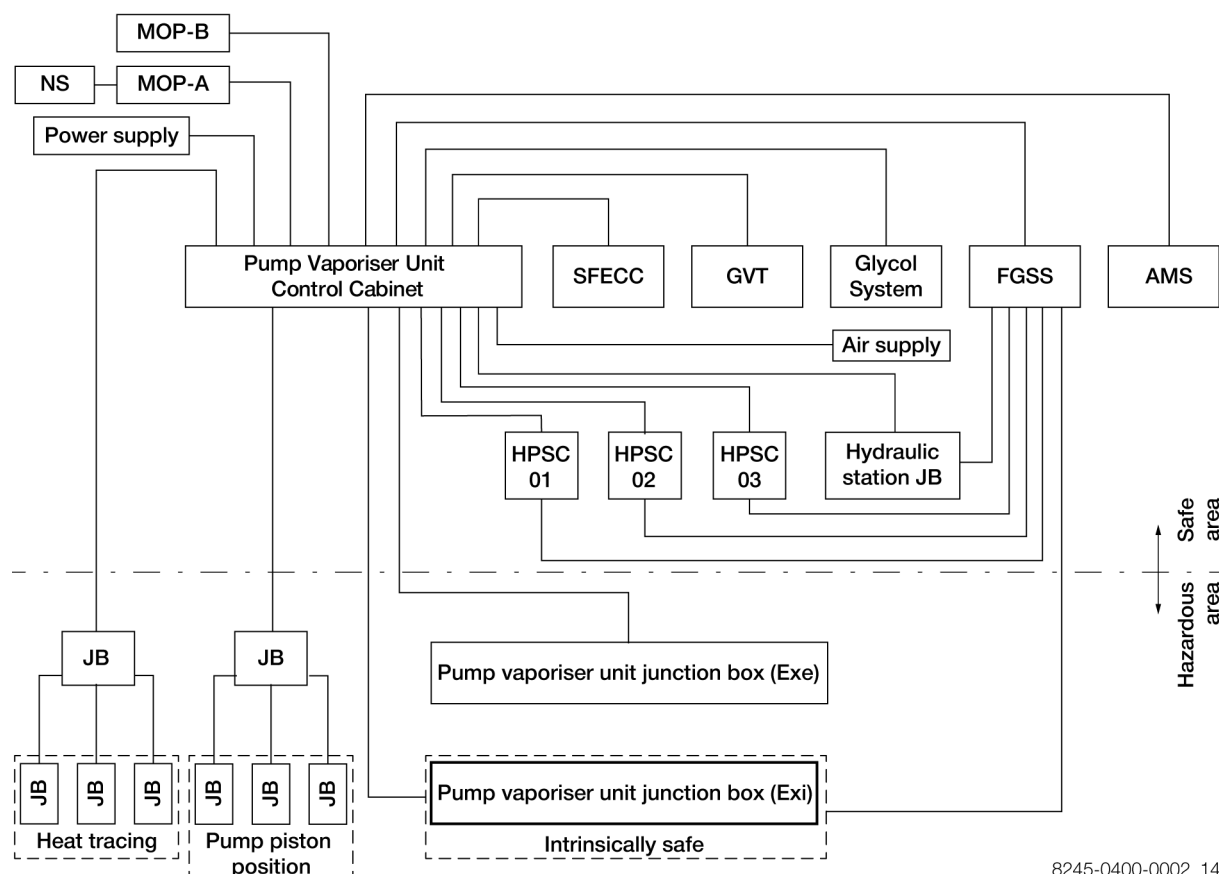 MOP-B
NS
MOP-A
Power supply
Pump Vaporiser Unit
Control Cabinet
SFECC
GVT
Glycol
System
FGSS
AMS
Air supply
HPSC
01
HPSC
02
HPSC
03
Hydraulic
station JB
Safe
area
Hazardous
area
JB
JB
Pump vaporiser unit junction box (Exe)
JB
JB
JB
JB
JB
JB
Pump vaporiser unit junction box (Exi)
Heat tracing
Pump piston
position
Intrinsically safe
8245-0400-0002_14